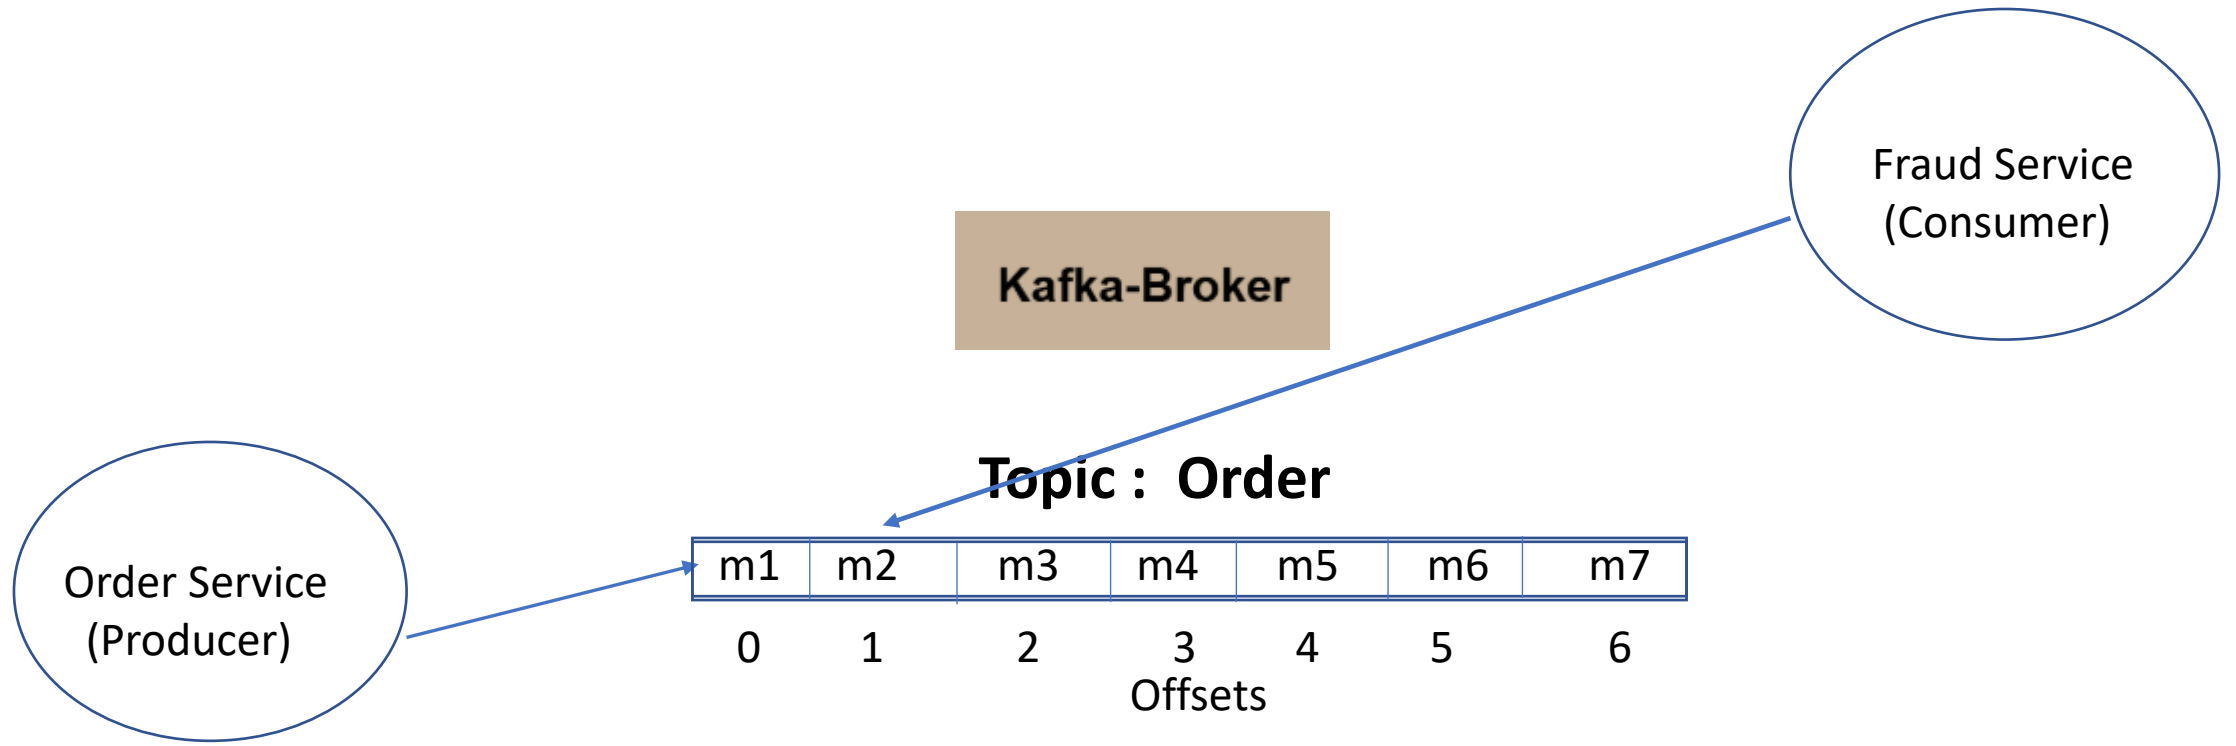 Fraud Service
(Consumer)
Kafka-Broker
Topic : Order
Order Service
(Producer)
m1 m2 m3 m4 m5 m6 m7
0 1 2 3 4 5 6
Offsets